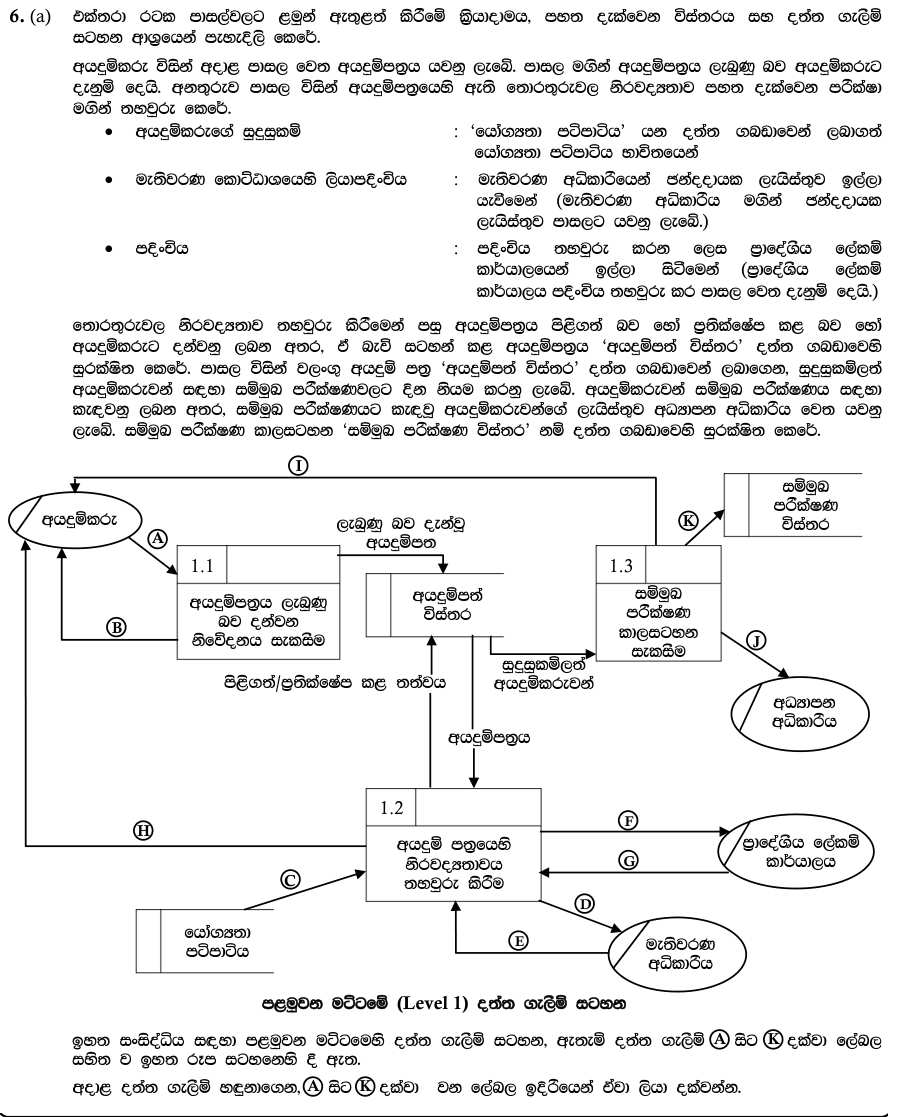 6. (a) එක්තරා රටක පාසල්වලට ළමුන් ඇතුළත් කිරීමේ ක්‍රියාදාමය, පහත දැක්වෙන විස්තරය සහ දත්ත ගැලීම්
සටහන ආශ්‍රයෙන් පැහැදිලි කෙරේ.
අයදුම්කරු විසින් අදාළ පාසල වෙත අයදුම්පත්‍රය යවනු ලැබේ. පාසල මගින් අයදුම්පත්‍රය ලැබුණු බව අයදුම්කරුට
දැනුම් දෙයි. අනතුරුව පාසල විසින් අයදුම්පත්‍රයෙහි ඇති තොරතුරුවල නිරවද්‍යතාව පහත දැක්වෙන පරීක්ෂා
මගින් තහවුරු කෙරේ.
• අයදුම්කරුගේ සුදුසුකම් : ‘යෝග්‍යතා පටිපාටිය’ යන දත්ත ගබඩාවෙන් ලබාගත්
යෝග්‍යතා පටිපාටිය භාවිතයෙන්
• මැතිවරණ කොට්ඨාශයෙහි ලියාපදිංචිය : මැතිවරණ අධිකාරීයෙන් ඡන්දදායක ලැයිස්තුව ඉල්ලා
යැවීමෙන් (මැතිවරණ අධිකාරිය මගින් ඡන්දදායක
ලැයිස්තුව පාසලට යවනු ලැබේ.)
• පදිංචිය : පදිංචිය තහවුරු කරන ලෙස ප්‍රාදේශීය ලේකම්
කාර්යාලයෙන් ඉල්ලා සිටීමෙන් (ප්‍රාදේශීය ලේකම්
කාර්යාලය පදිංචිය තහවුරු කර පාසල වෙත දැනුම් දෙයි.)
තොරතුරුවල නිරවද්‍යතාව තහවුරු කිරීමෙන් පසු අයදුම්පත්‍රය පිළිගත් බව හෝ ප්‍රතික්ෂේප කළ බව හෝ
අයදුම්කරුට දන්වනු ලබන අතර, ඒ බැව් සටහන් කළ අයදුම්පත්‍රය ‘අයදුම්පත් විස්තර’ දත්ත ගබඩාවෙහි
සුරක්ෂිත කෙරේ. පාසල විසින් වලංගු අයදුම් පත්‍ර ‘අයදුම්පත් විස්තර’ දත්ත ගබඩාවෙන් ලබාගෙන, සුදුසුකම්ලත්
අයදුම්කරුවන් සඳහා සම්මුඛ පරීක්ෂණවලට දින නියම කරනු ලැබේ. අයදුම්කරුවන් සම්මුඛ පරීක්ෂණය සඳහා
කැඳවනු ලබන අතර, සම්මුඛ පරීක්ෂණයට කැඳවූ අයදුම්කරුවන්ගේ ලැයිස්තුව අධ්‍යාපන අධිකාරිය වෙත යවනු
ලැබේ. සම්මුඛ පරීක්ෂණ කාලසටහන ‘සම්මුඛ පරීක්ෂණ විස්තර’ නම් දත්ත ගබඩාවෙහි සුරක්ෂිත කෙරේ.
I
සම්මුඛ
පරීක්ෂණ
විස්තර
K
අයදුම්කරු
A
ලැබුණු බව දැන්වූ
අයදුම්පත
1.1
අයදුම්පත්‍රය ලැබුණු
බව දන්වන
නිවේදනය සැකසීම
B
අයදුම්පත්
විස්තර
1.3
සම්මුඛ
පරීක්ෂණ
කාලසටහන
සැකසීම
J
සුදුසුකම්ලත්
අයදුම්කරුවන්
පිළිගත්/ප්‍රතික්ෂේප කළ තත්වය
අධ්‍යාපන
අධිකාරිය
අයදුම්පත්‍රය
1.2
අයදුම් පත්‍රයෙහි
නිරවද්‍යතාවය
තහවුරු කිරීම
H
F
G
ප්‍රාදේශීය ලේකම්
කාර්යාලය
C
D
E
යෝග්‍යතා
පටිපාටිය
මැතිවරණ
අධිකාරිය
පළමුවන මට්ටමේ (Level 1) දත්ත ගැලීම් සටහන
ඉහත සංසිද්ධිය සඳහා පළමුවන මට්ටමෙහි දත්ත ගැලීම් සටහන, ඇතැම් දත්ත ගැලීම් A සිට K දක්වා ලේබල
සහිත ව ඉහත රූප සටහනෙහි දී ඇත.
අදාළ දත්ත ගැලීම් හඳුනාගෙන, A සිට K දක්වා වන ලේබල ඉදිරියෙන් ඒවා ලියා දක්වන්න.